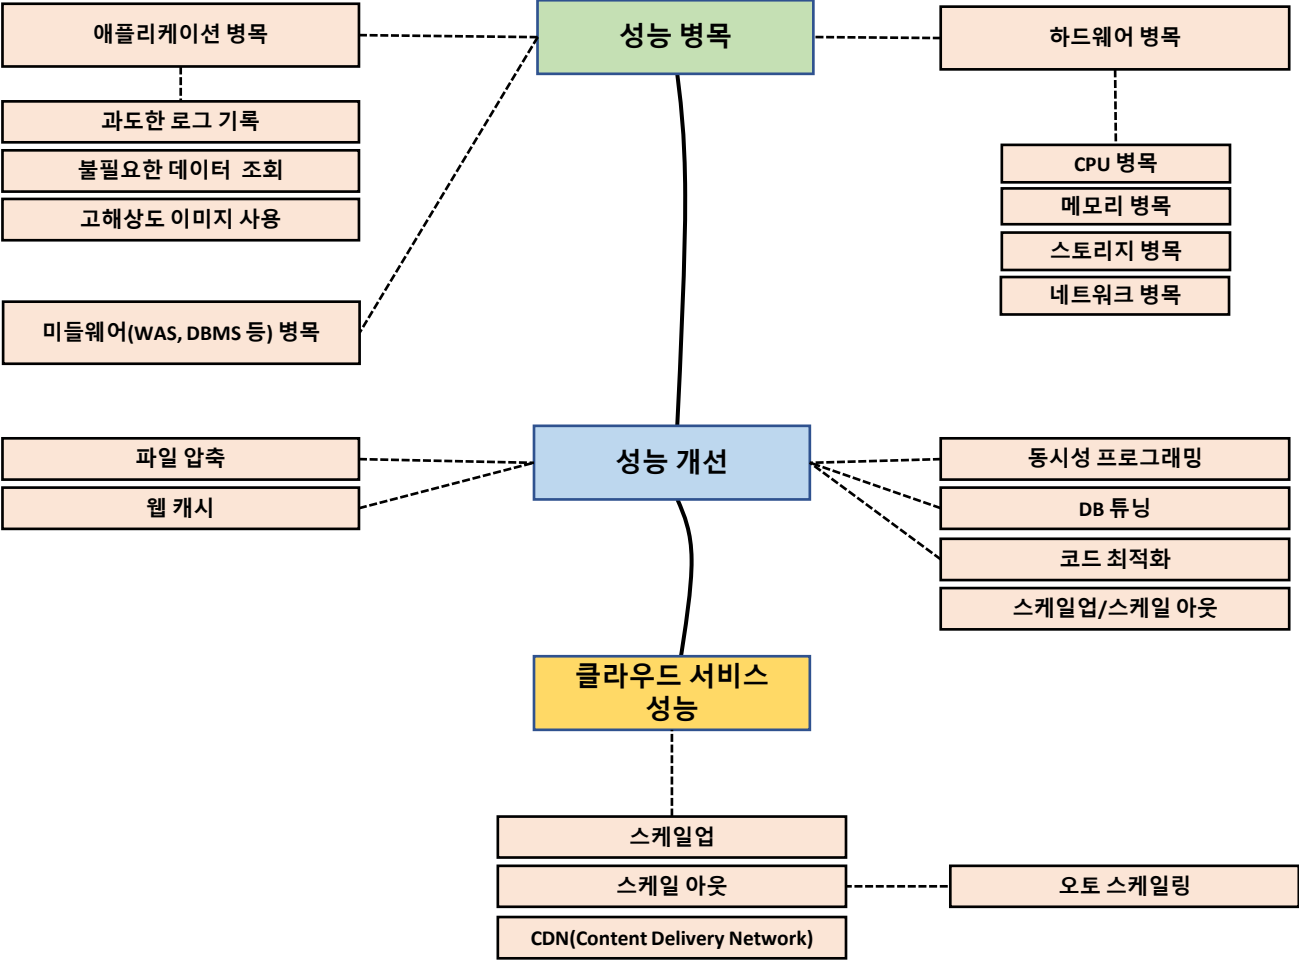 애플리케이션 병목
성능 병목
하드웨어 병목
과도한 로그 기록
불필요한 데이터 조회
고해상도 이미지 사용
CPU 병목
메모리 병목
스토리지 병목
네트워크 병목
미들웨어(WAS, DBMS 등) 병목
파일 압축
웹 캐시
성능 개선
동시성 프로그래밍
DB 튜닝
코드 최적화
스케일업/스케일 아웃
클라우드 서비스
성능
스케일업
스케일 아웃
오토 스케일링
CDN(Content Delivery Network)